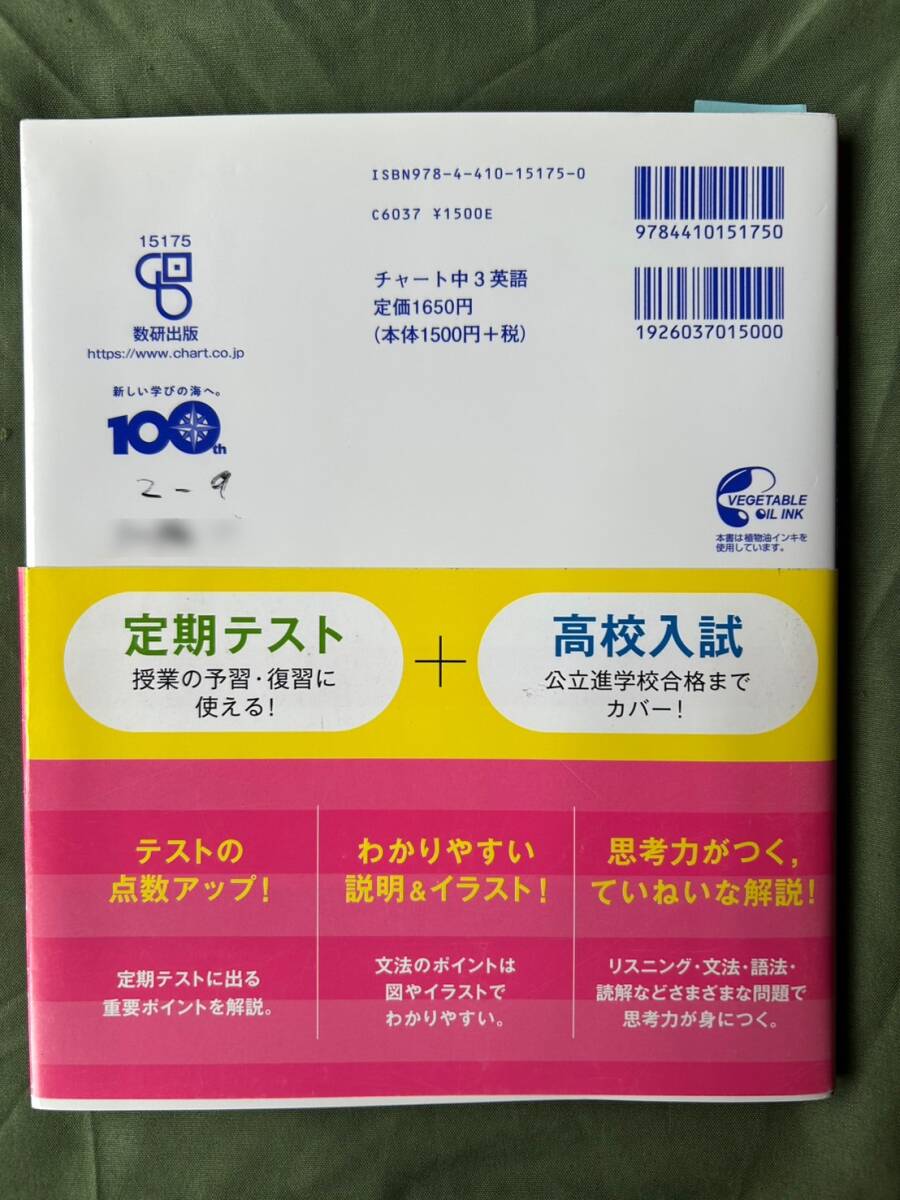 ISBN978-4-410-15175-0
C6037 ¥1500E
9784410151750
15175
数研出版
https://www.chart.co.jp
チャート中3英語
定価1650円
(本体1500円+税)
1926037015000
新しい学びの海へ。
100th
2-9
VEGETABLE
OIL INK
本書は植物油インキを
使用しています。
定期テスト
授業の予習・復習に
使える!
+
高校入試
公立進学校合格まで
カバー!
テストの
点数アップ!
定期テストに出る
重要ポイントを解説。
わかりやすい
説明&イラスト!
文法のポイントは
図やイラストで
わかりやすい。
思考力がつく,
ていねいな解説!
リスニング・文法・語法・
読解などさまざまな問題で
思考力が身につく。